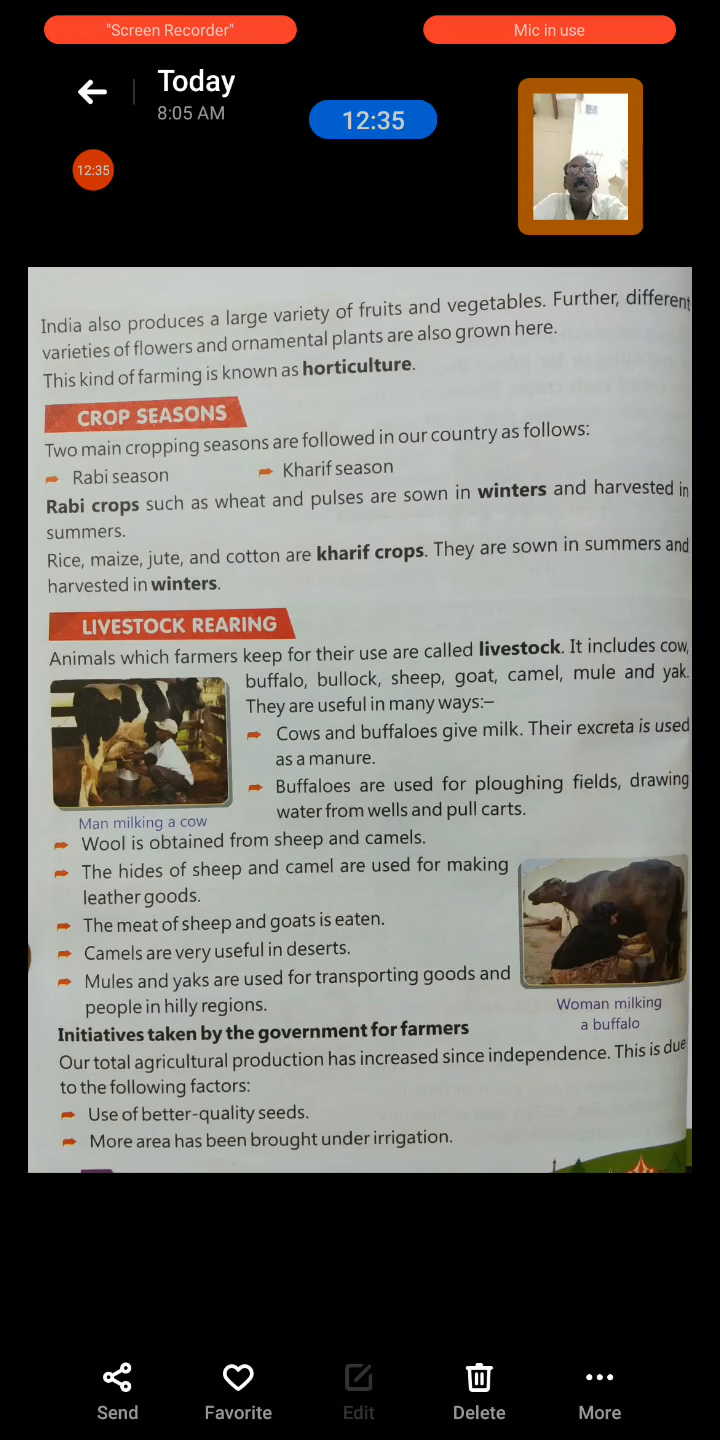 "Screen Recorder"
Mic in use
Today
8:05 AM
12:35
12:35
India also produces a large variety of fruits and vegetables. Further, different
varieties of flowers and ornamental plants are also grown here.
This kind of farming is known as horticulture.
CROP SEASONS
Two main cropping seasons are followed in our country as follows:
Rabi season
Kharif season
Rabi crops such as wheat and pulses are sown in winters and harvested in
summers.
Rice, maize, jute, and cotton are kharif crops. They are sown in summers and
harvested in winters.
LIVESTOCK REARING
Animals which farmers keep for their use are called livestock. It includes cow,
buffalo, bullock, sheep, goat, camel, mule and yak.
They are useful in many ways:–
Cows and buffaloes give milk. Their excreta is used
as a manure.
Buffaloes are used for ploughing fields, drawing
water from wells and pull carts.
Man milking a cow
Wool is obtained from sheep and camels.
The hides of sheep and camel are used for making
leather goods.
The meat of sheep and goats is eaten.
Camels are very useful in deserts.
Mules and yaks are used for transporting goods and
people in hilly regions.
Woman milking
a buffalo
Initiatives taken by the government for farmers
Our total agricultural production has increased since independence. This is due
to the following factors:
Use of better-quality seeds.
More area has been brought under irrigation.
Send
Favorite
Edit
Delete
More